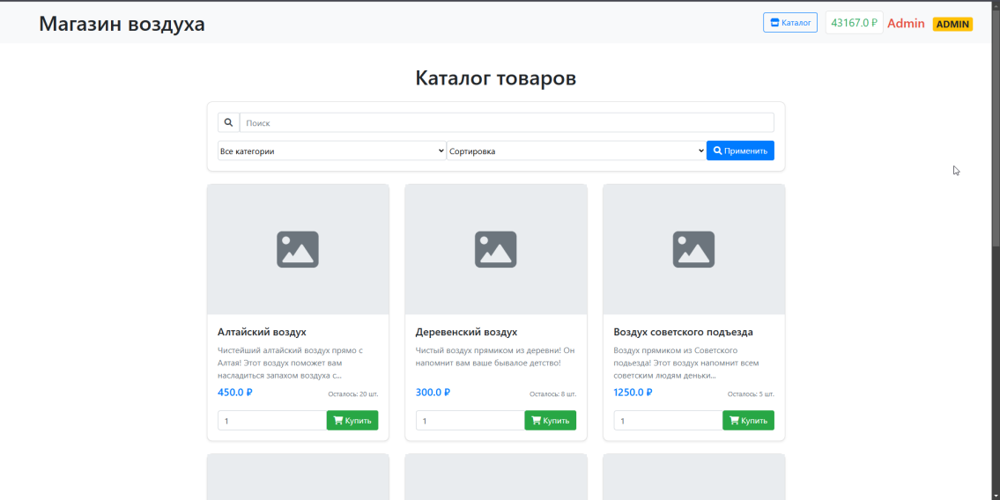 Магазин воздуха
Каталог
43167.0 ₽
Admin
ADMIN
Каталог товаров
Поиск
Все категории
Сортировка
Применить
Алтайский воздух
Чистейший алтайский воздух прямо с
Алтая! Этот воздух поможет вам
насладиться запахом воздуха с...
450.0 ₽
Осталось: 20 шт.
1
Купить
Деревенский воздух
Чистый воздух прямиком из деревни! Он
напомнит вам ваше бывалое детство!
300.0 ₽
Осталось: 8 шт.
1
Купить
Воздух советского подъезда
Воздух прямиком из Советского
подьезда! Этот воздух напомнит всем
советским людям деньки...
1250.0 ₽
Осталось: 5 шт.
1
Купить